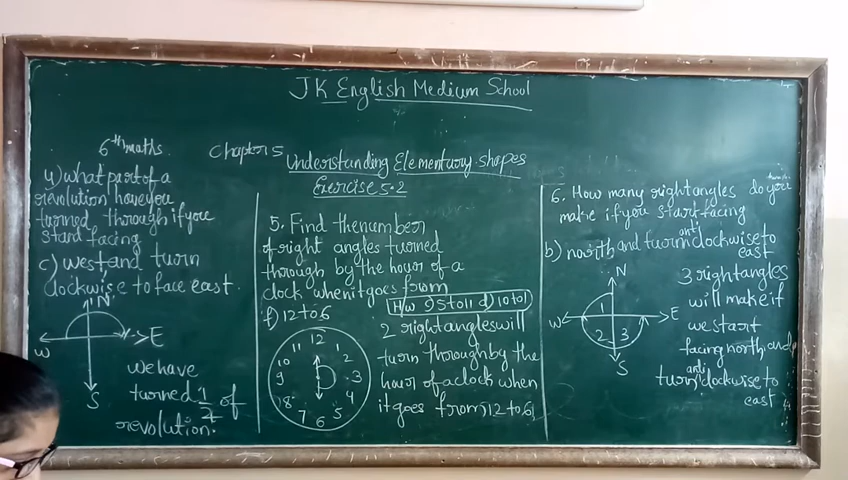 JK English Medium School
6th maths
Chapter 5
Understanding Elementary shapes
Exercise 5.2
4) what part of a
revolution have you
turned through if you
stand facing
c) west and turn
clockwise to face east.
N
W
E
S
we have
turned 1/2 of
revolution.
5. Find the number
of right angles turned
through by the hour of a
clock when it goes from
H/w c) 5 to 11 d) 10 to 1
f) 12 to 6
12
11
1
10
2
9
3
8
4
7
5
6
2 right angles will
turn through by the
hour of a clock when
it goes from 12 to 6
6. How many right angles do you
make if you start facing
b) north and turn anti clockwise to
east
N
W
E
1
2
3
S
3 right angles
will make if
we start
facing north and
turn anti clockwise to
east